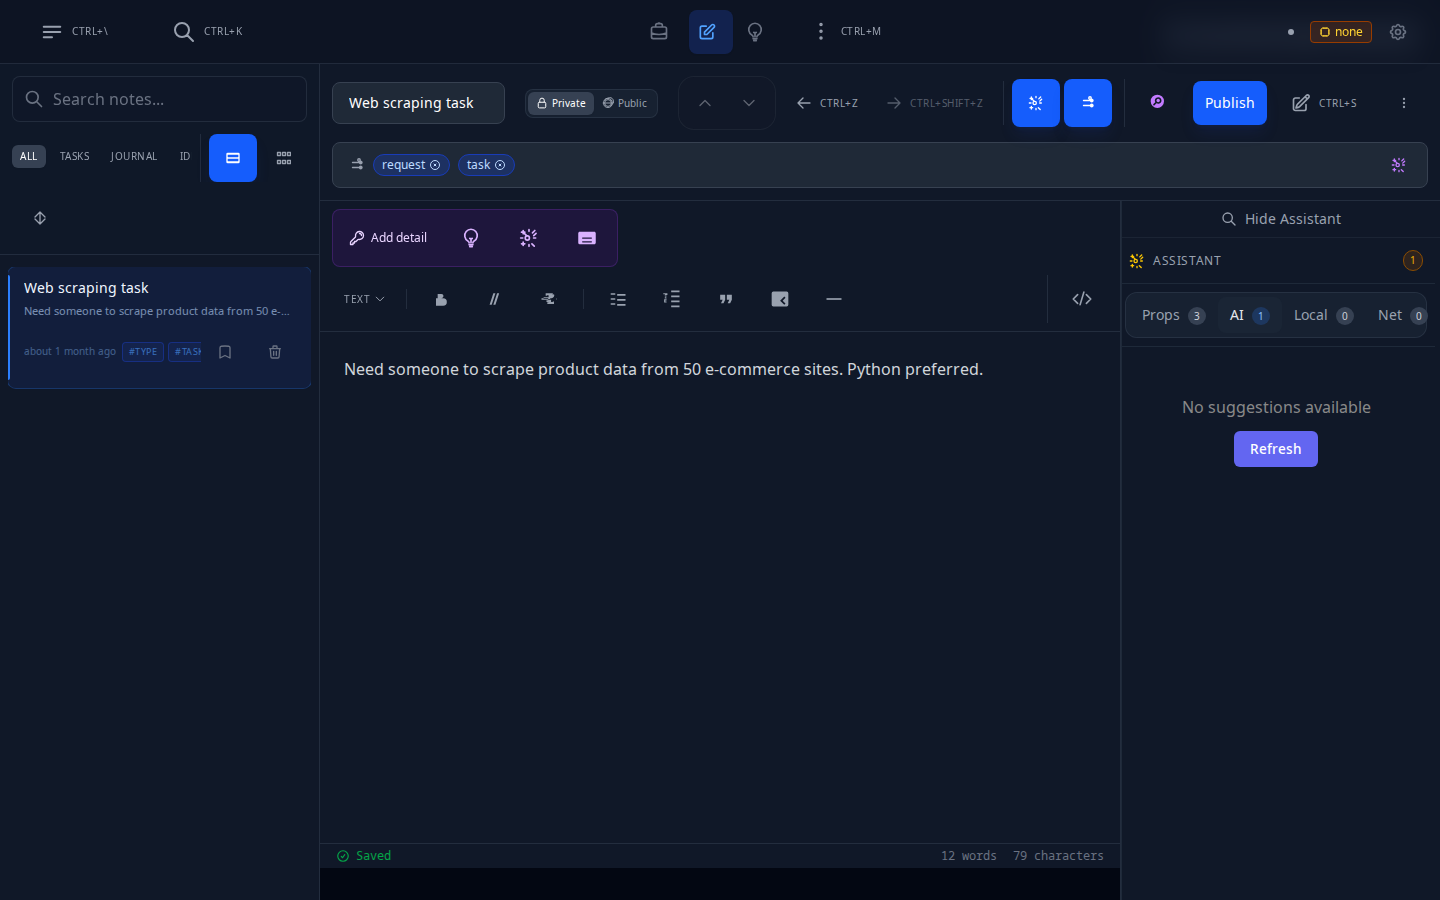 CTRL+\
CTRL+K
CTRL+M
none
Search notes...
ALL TASKS JOURNAL ID
Web scraping task
Need someone to scrape product data from 50 e-...
about 1 month ago #TYPE #TASK
Web scraping task
Private Public
CTRL+Z
CTRL+SHIFT+Z
Publish
CTRL+S
request task
Add detail
TEXT
Need someone to scrape product data from 50 e-commerce sites. Python preferred.
Saved
12 words 79 characters
Hide Assistant
ASSISTANT 1
Props 3 AI 1 Local 0 Net 0
No suggestions available
Refresh